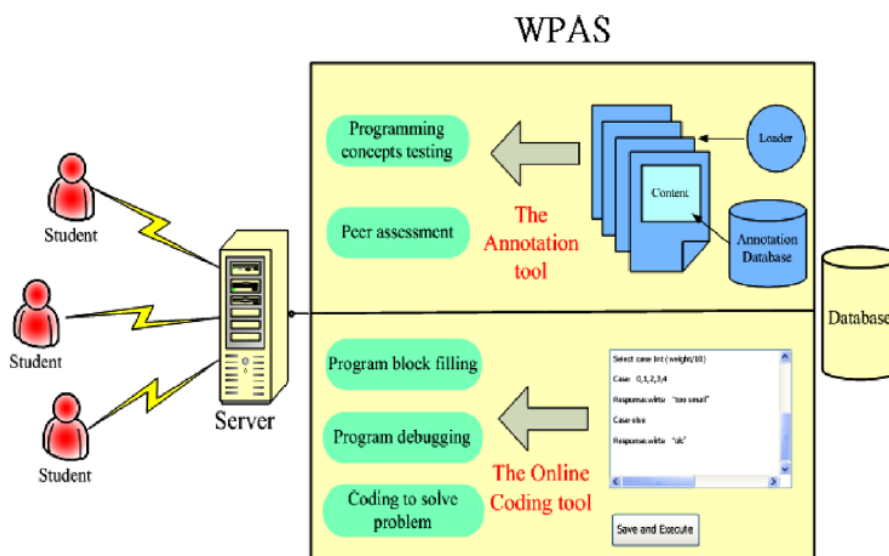 WPAS
Programming
concepts testing
Peer assessment
The
Annotation
tool
Content
Loader
Annotation
Database
Student
Student
Student
Server
Database
Program block filling
Program debugging
Coding to solve
problem
The Online
Coding tool
Select case Int (weight/10)
Case 0,1,2,3,4
Response.write "too small"
Case else
Response.write "ok"
Save and Execute